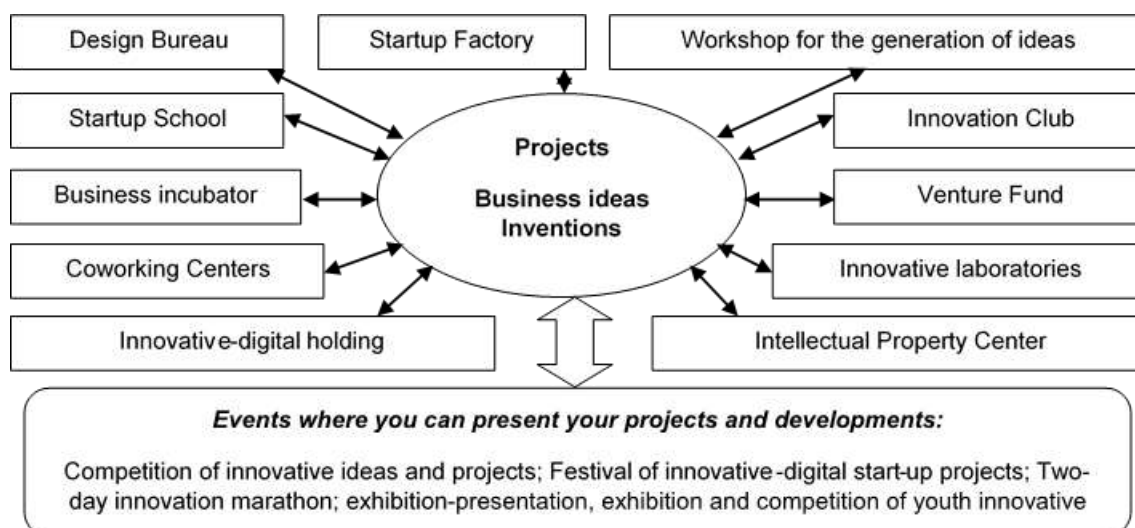 Design Bureau
Startup Factory
Workshop for the generation of ideas
Startup School
Innovation Club
Projects
Business ideas
Inventions
Business incubator
Venture Fund
Coworking Centers
Innovative laboratories
Innovative-digital holding
Intellectual Property Center
Events where you can present your projects and developments:
Competition of innovative ideas and projects; Festival of innovative-digital start-up projects; Two-
day innovation marathon; exhibition-presentation, exhibition and competition of youth innovative